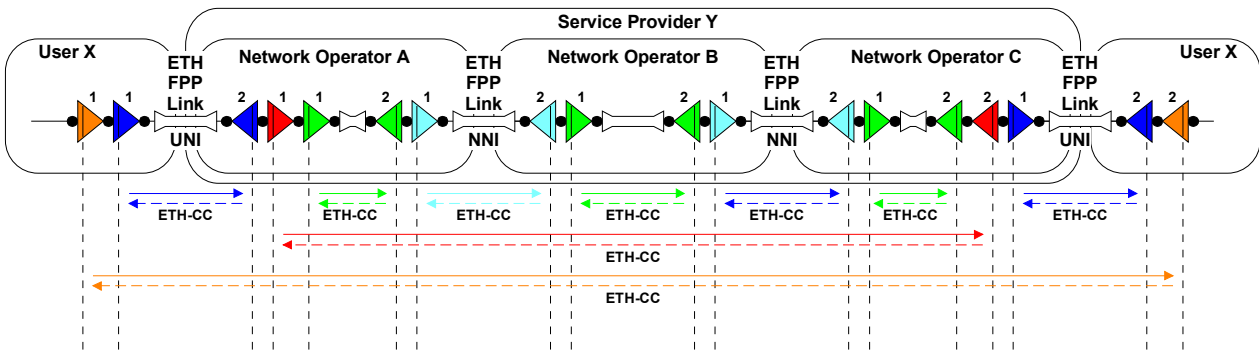 Service Provider Y
User X
Network Operator A
Network Operator B
Network Operator C
User X
ETH
FPP
Link
ETH
FPP
Link
ETH
FPP
Link
ETH
FPP
Link
1 1 2 1 1 2 1 2 1 2 1 2 1 2 2 1 2 2
UNI
NNI
NNI
UNI
ETH-CC ETH-CC ETH-CC ETH-CC ETH-CC ETH-CC ETH-CC
ETH-CC
ETH-CC